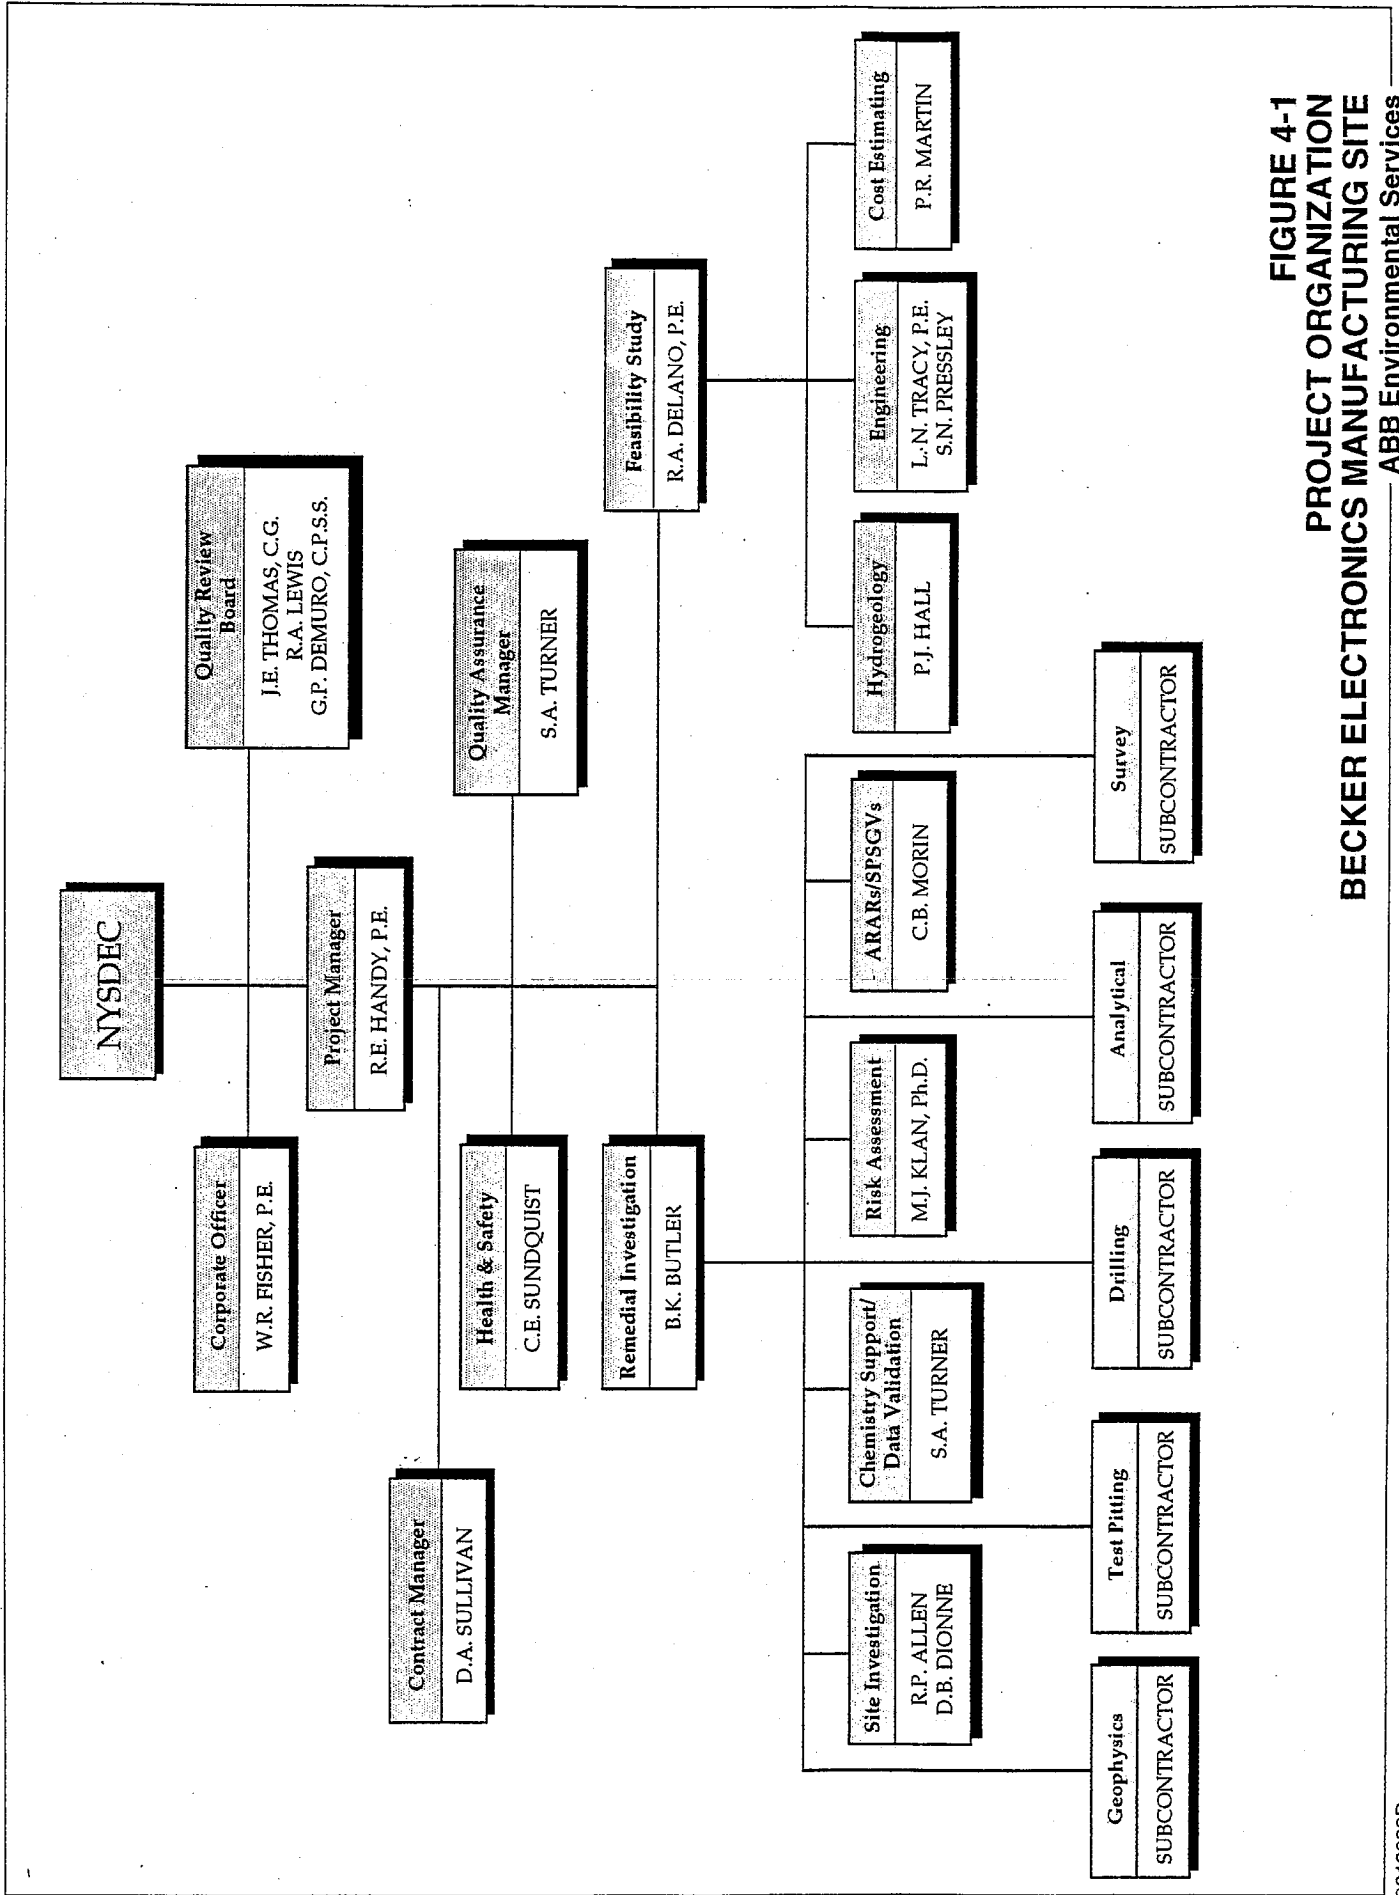 NYSDEC
Corporate Officer
W.R. FISHER, P.E.
Quality Review
Board
J.E. THOMAS, C.G.
R.A. LEWIS
G.P. DEMURO, C.P.S.S.
Project Manager
R.E. HANDY, P.E.
Contract Manager
D.A. SULLIVAN
Health & Safety
C.E. SUNDQUIST
Quality Assurance
Manager
S.A. TURNER
Remedial Investigation
B.K. BUTLER
Feasibility Study
R.A. DELANO, P.E.
Site Investigation
R.P. ALLEN
D.B. DIONNE
Chemistry Support/
Data Validation
S.A. TURNER
Risk Assessment
M.J. KLAN, Ph.D.
ARARs/SPSGVs
C.B. MORIN
Hydrogeology
P.J. HALL
Engineering
L.N. TRACY, P.E.
S.N. PRESSLEY
Cost Estimating
P.R. MARTIN
Geophysics
SUBCONTRACTOR
Test Pitting
SUBCONTRACTOR
Drilling
SUBCONTRACTOR
Analytical
SUBCONTRACTOR
Survey
SUBCONTRACTOR
FIGURE 4-1
PROJECT ORGANIZATION
BECKER ELECTRONICS MANUFACTURING SITE
ABB Environmental Services